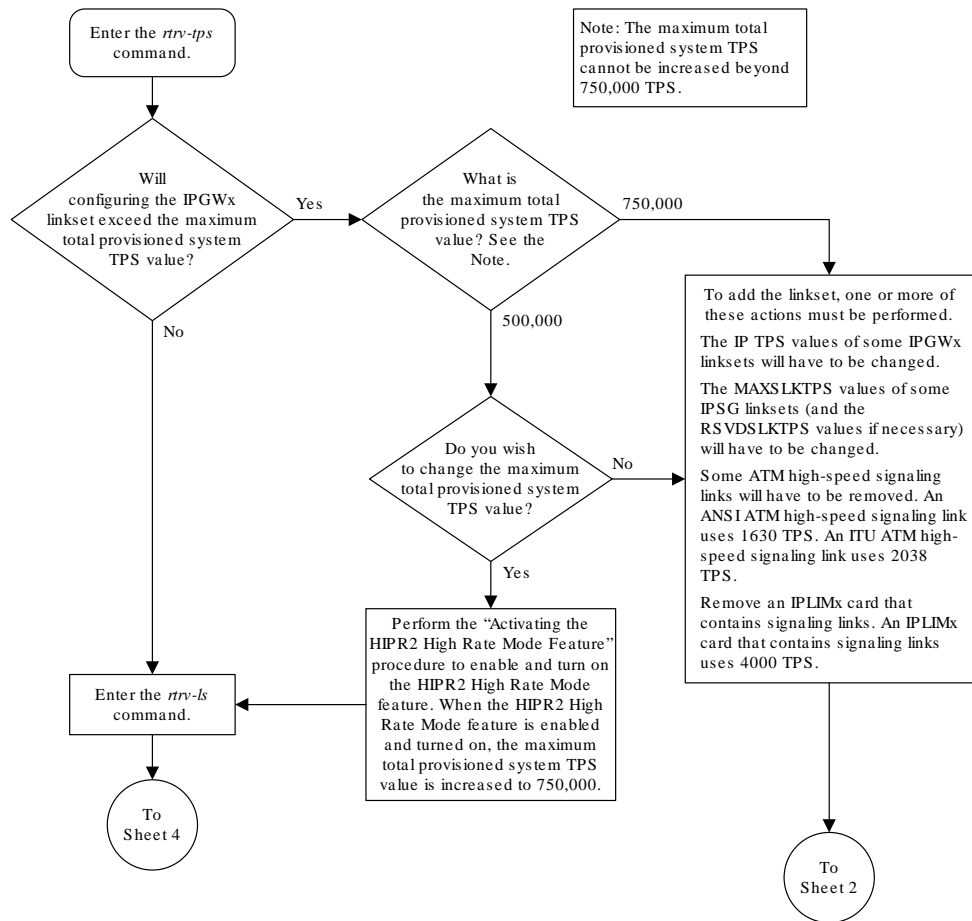 Enter the rtrv-tps
command.
Note: The maximum total
provisioned system TPS
cannot be increased beyond
750,000 TPS.
Will
configuring the IPGWx
linkset exceed the maximum
total provisioned system
TPS value?
Yes
What is
the maximum total
provisioned system TPS
value? See the
Note.
750,000
No
500,000
To add the linkset, one or more of
these actions must be performed.
The IP TPS values of some IPGWx
linksets will have to be changed.
The MAXSLKTPS values of some
IPSG linksets (and the
RSVDSLKTPS values if necessary)
will have to be changed.
Some ATM high-speed signaling
links will have to be removed. An
ANSI ATM high-speed signaling link
uses 1630 TPS. An ITU ATM high-
speed signaling link uses 2038
TPS.
Remove an IPLIMx card that
contains signaling links. An IPLIMx
card that contains signaling links
uses 4000 TPS.
Do you wish
to change the maximum
total provisioned system
TPS value?
No
Yes
Perform the “Activating the
HIPR2 High Rate Mode Feature”
procedure to enable and turn on
the HIPR2 High Rate Mode
feature. When the HIPR2 High
Rate Mode feature is enabled
and turned on, the maximum
total provisioned system TPS
value is increased to 750,000.
Enter the rtrv-ls
command.
To
Sheet 4
To
Sheet 2